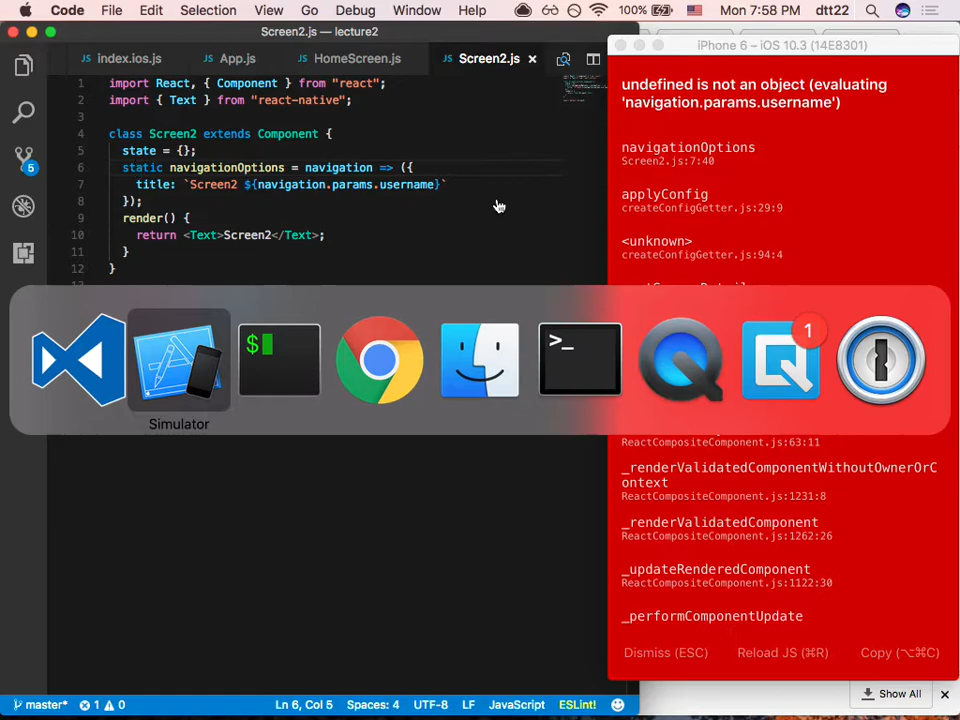 Code File Edit Selection View Go Debug Window Help 100% Mon 7:58 PM dtt22
Screen2.js — lecture2
JS index.ios.js JS App.js JS HomeScreen.js JS Screen2.js
5
1 import React, { Component } from "react";
2 import { Text } from "react-native";
3
4 class Screen2 extends Component {
5 state = {};
6 static navigationOptions = navigation => ({
7 title: `Screen2 ${navigation.params.username}`
8 });
9 render() {
10 return <Text>Screen2</Text>;
11 }
12 }
iPhone 6 – iOS 10.3 (14E8301)
undefined is not an object (evaluating
'navigation.params.username')
navigationOptions
Screen2.js:7:40
applyConfig
createConfigGetter.js:29:9
<unknown>
createConfigGetter.js:94:4
$
>_
1
Simulator
ReactCompositeComponent.js:63:11
_renderValidatedComponentWithoutOwnerOrC
ontext
ReactCompositeComponent.js:1231:8
_renderValidatedComponent
ReactCompositeComponent.js:1262:26
_updateRenderedComponent
ReactCompositeComponent.js:1122:30
_performComponentUpdate
Dismiss (ESC) Reload JS (⌘R) Copy (⌥⌘C)
Show All
master* 1 0 Ln 6, Col 5 Spaces: 4 UTF-8 LF JavaScript ESLint!